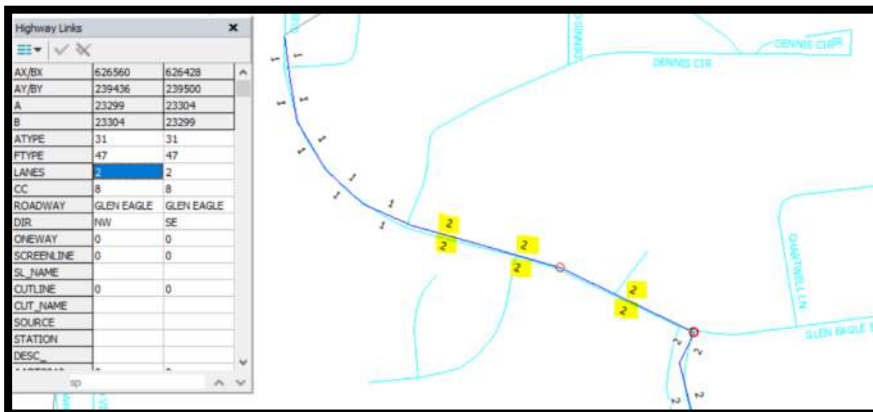 Highway Links
AX/BX 626560 626428
AY/BY 239436 239500
A 23299 23304
B 23304 23299
ATYPE 31 31
FTYPE 47 47
LANES 2 2
CC 8 8
ROADWAY GLEN EAGLE GLEN EAGLE
DIR NW SE
ONEWAY 0 0
SCREENLINE 0 0
SL_NAME
CUTLINE 0 0
CUT_NAME
SOURCE
STATION
DESC_
sp
DENNIS CIR
DENNIS CIR
1
1
1
1
1
1
1
1
2
2
2
2
2
2
2
2
2
2
CHARTWELL LN
GLEN EAGLE